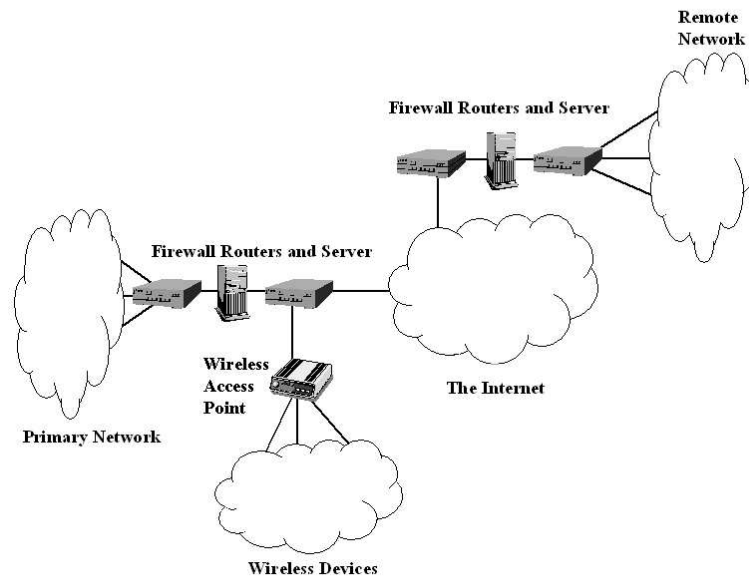 Remote
Network
Firewall Routers and Server
Firewall Routers and Server
Wireless
Access
Point
The Internet
Primary Network
Wireless Devices